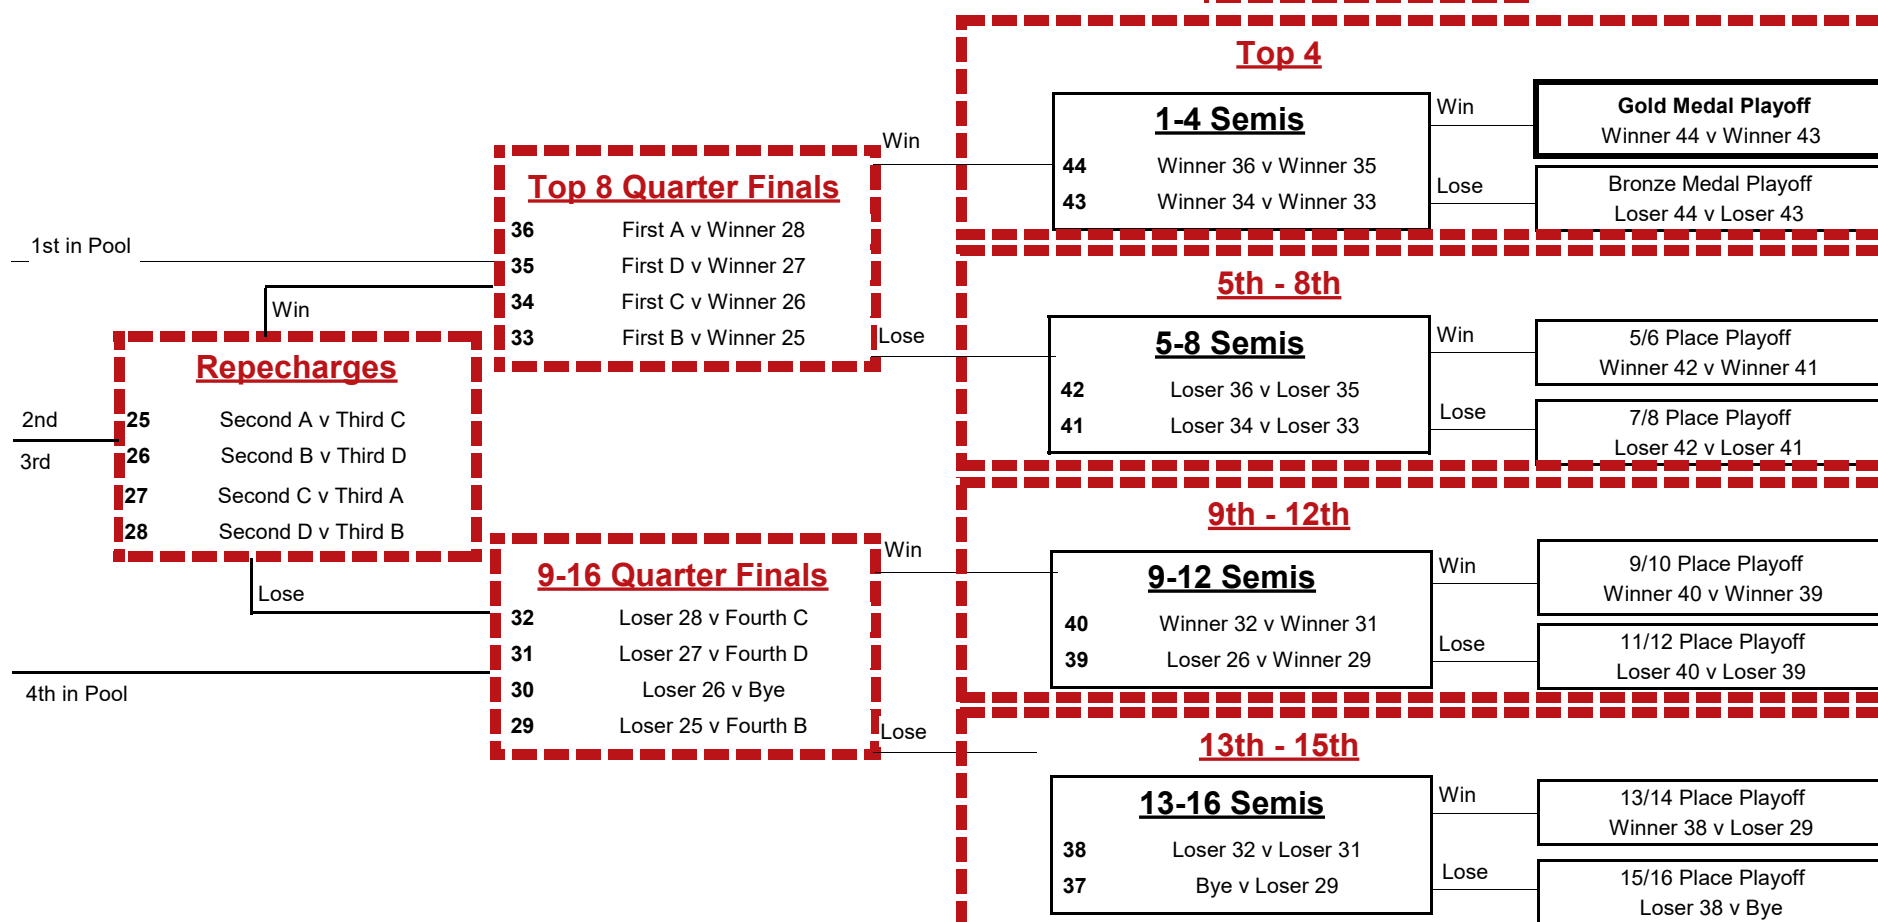 1st in Pool
2nd
3rd
4th in Pool
Win
Repecharges
25 Second A v Third C
26 Second B v Third D
27 Second C v Third A
28 Second D v Third B
Lose
Top 8 Quarter Finals
36 First A v Winner 28
35 First D v Winner 27
34 First C v Winner 26
33 First B v Winner 25
Win
Lose
9-16 Quarter Finals
32 Loser 28 v Fourth C
31 Loser 27 v Fourth D
30 Loser 26 v Bye
29 Loser 25 v Fourth B
Win
Lose
Top 4
1-4 Semis
44 Winner 36 v Winner 35
43 Winner 34 v Winner 33
Win
Gold Medal Playoff
Winner 44 v Winner 43
Lose
Bronze Medal Playoff
Loser 44 v Loser 43
5th - 8th
5-8 Semis
42 Loser 36 v Loser 35
41 Loser 34 v Loser 33
Win
5/6 Place Playoff
Winner 42 v Winner 41
Lose
7/8 Place Playoff
Loser 42 v Loser 41
9th - 12th
9-12 Semis
40 Winner 32 v Winner 31
39 Loser 26 v Winner 29
Win
9/10 Place Playoff
Winner 40 v Winner 39
Lose
11/12 Place Playoff
Loser 40 v Loser 39
13th - 15th
13-16 Semis
38 Loser 32 v Loser 31
37 Bye v Loser 29
Win
13/14 Place Playoff
Winner 38 v Loser 29
Lose
15/16 Place Playoff
Loser 38 v Bye